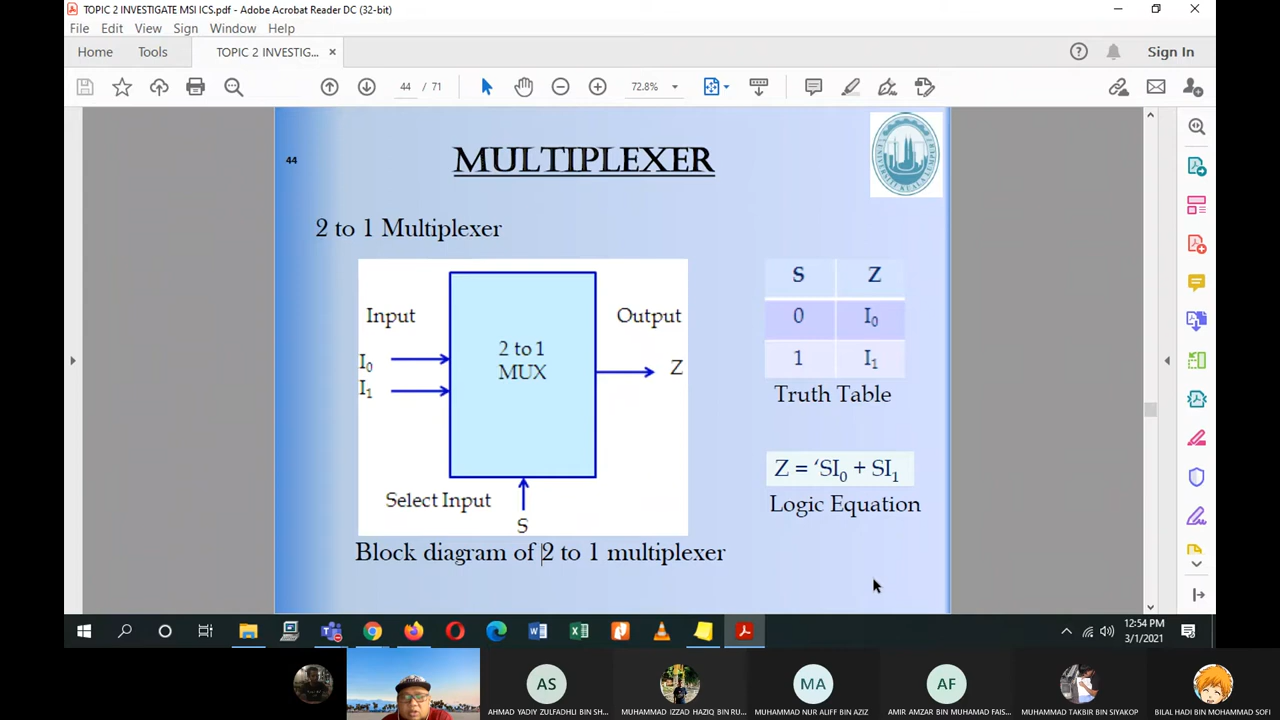 TOPIC 2 INVESTIGATE MSI ICS.pdf - Adobe Acrobat Reader DC (32-bit)
File Edit View Sign Window Help
Home Tools TOPIC 2 INVESTIG... × Sign In
44 / 71 72.8%
44
MULTIPLEXER
2 to 1 Multiplexer
Input Output
I0
I1
2 to 1
MUX
Z
Select Input
S
Block diagram of 2 to 1 multiplexer
S Z
0 I0
1 I1
Truth Table
Z = ‘SI0 + SI1
Logic Equation
12:54 PM
3/1/2021
AS MA AF
AHMAD YADIY ZULFADHLI BIN SH... MUHAMMAD IZZAD HAZIQ BIN RU... MUHAMMAD NUR ALIFF BIN AZIZ AMIR AMZAR BIN MUHAMAD FAIS... MUHAMMAD TAKBIR BIN SIYAKOP BILAL HADI BIN MOHAMMAD SOFI